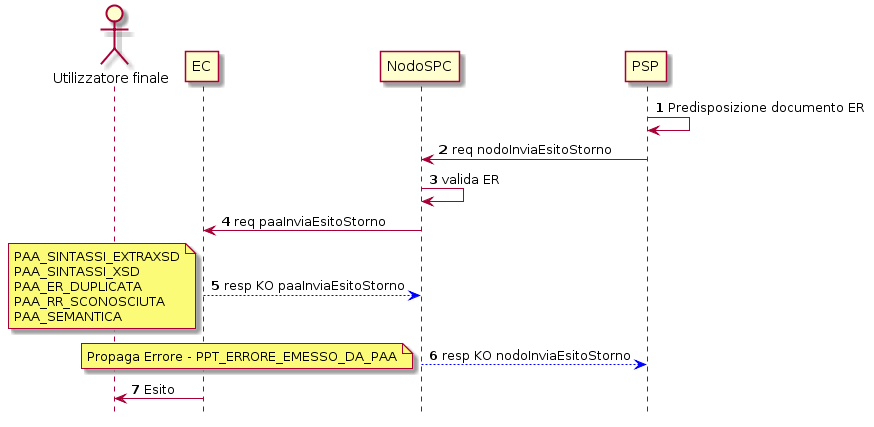 Utilizzatore finale
EC
NodoSPC
PSP
1 Predisposizione documento ER
2 req nodoInviaEsitoStorno
3 valida ER
4 req paaInviaEsitoStorno
PAA_SINTASSI_EXTRAXSD
PAA_SINTASSI_XSD
PAA_ER_DUPLICATA
PAA_RR_SCONOSCIUTA
PAA_SEMANTICA
5 resp KO paaInviaEsitoStorno
Propaga Errore - PPT_ERRORE_EMESSO_DA_PAA
6 resp KO nodoInviaEsitoStorno
7 Esito